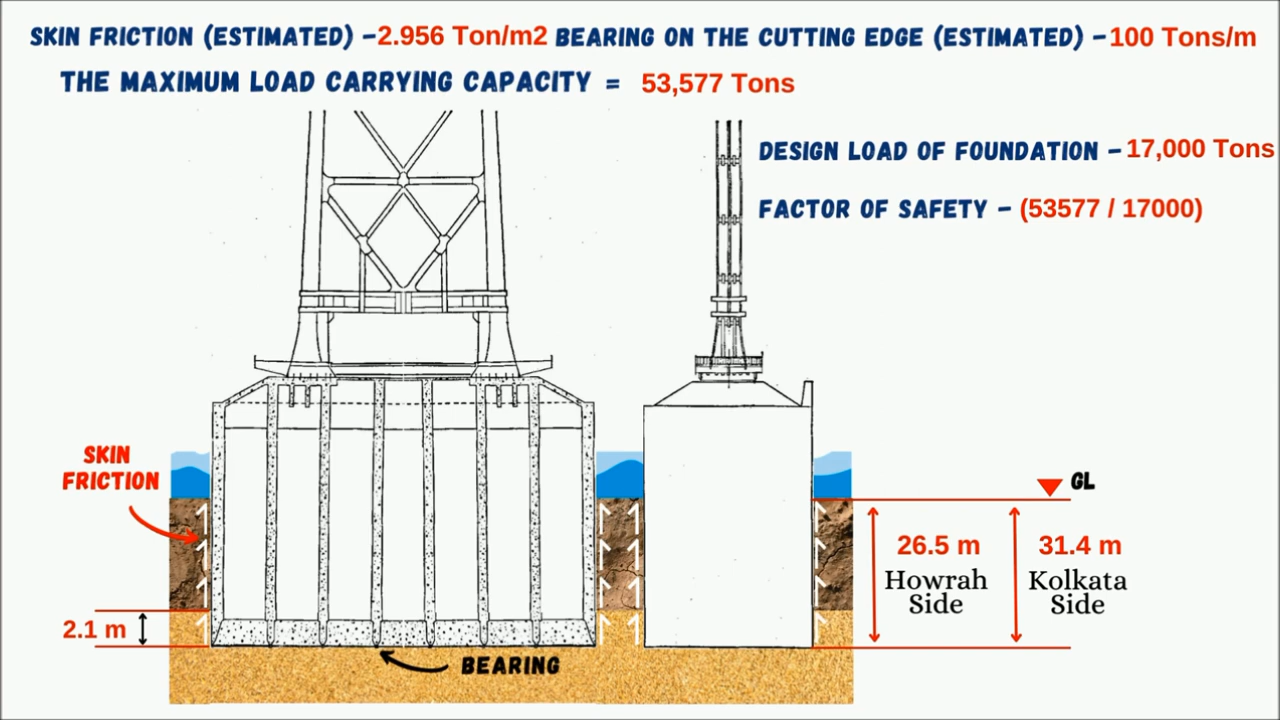 SKIN FRICTION (ESTIMATED) -2.956 Ton/m2 BEARING ON THE CUTTING EDGE (ESTIMATED) -100 Tons/m
THE MAXIMUM LOAD CARRYING CAPACITY = 53,577 Tons
DESIGN LOAD OF FOUNDATION - 17,000 Tons
FACTOR OF SAFETY - (53577 / 17000)
SKIN
FRICTION
GL
26.5 m
Howrah
Side
31.4 m
Kolkata
Side
2.1 m
BEARING